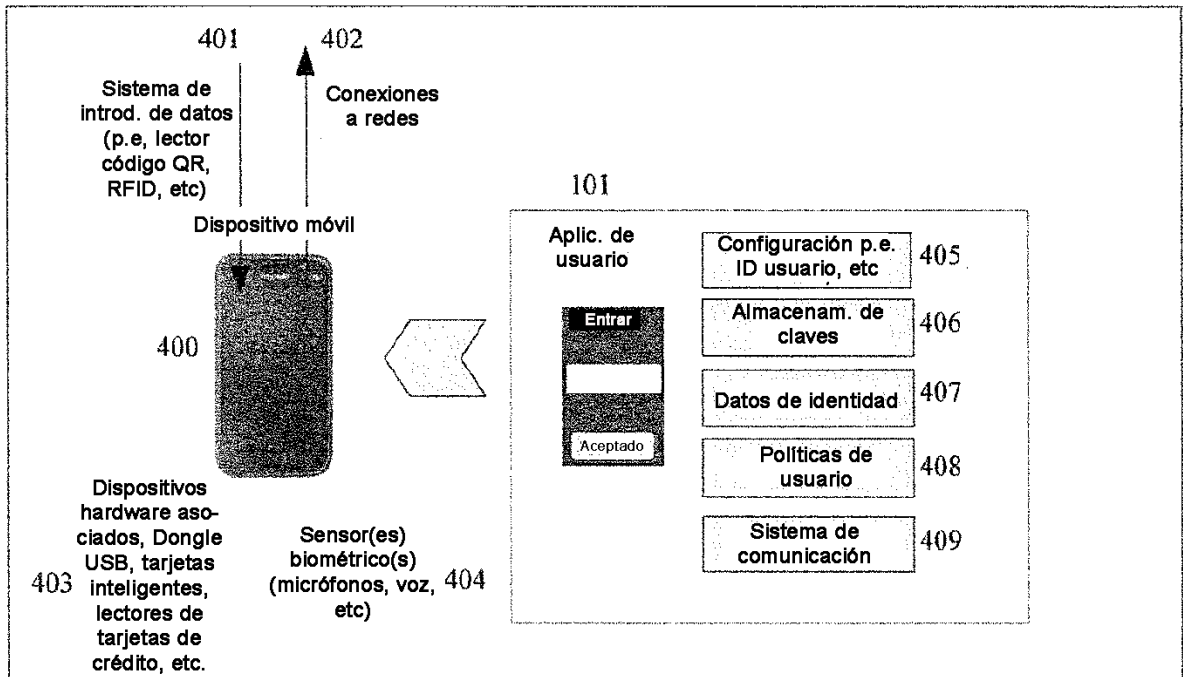 401
402
Sistema de
introd. de datos
(p.e, lector
código QR,
RFID, etc)
Conexiones
a redes
Dispositivo móvil
400
101
Aplic. de
usuario
Entrar
Aceptado
Configuración p.e.
ID usuario, etc
405
Almacenam. de
claves
406
Datos de identidad
407
Políticas de
usuario
408
Sistema de
comunicación
409
Dispositivos
hardware aso-
ciados, Dongle
USB, tarjetas
inteligentes,
lectores de
tarjetas de
crédito, etc.
403
Sensor(es)
biométrico(s)
(micrófonos, voz,
etc)
404